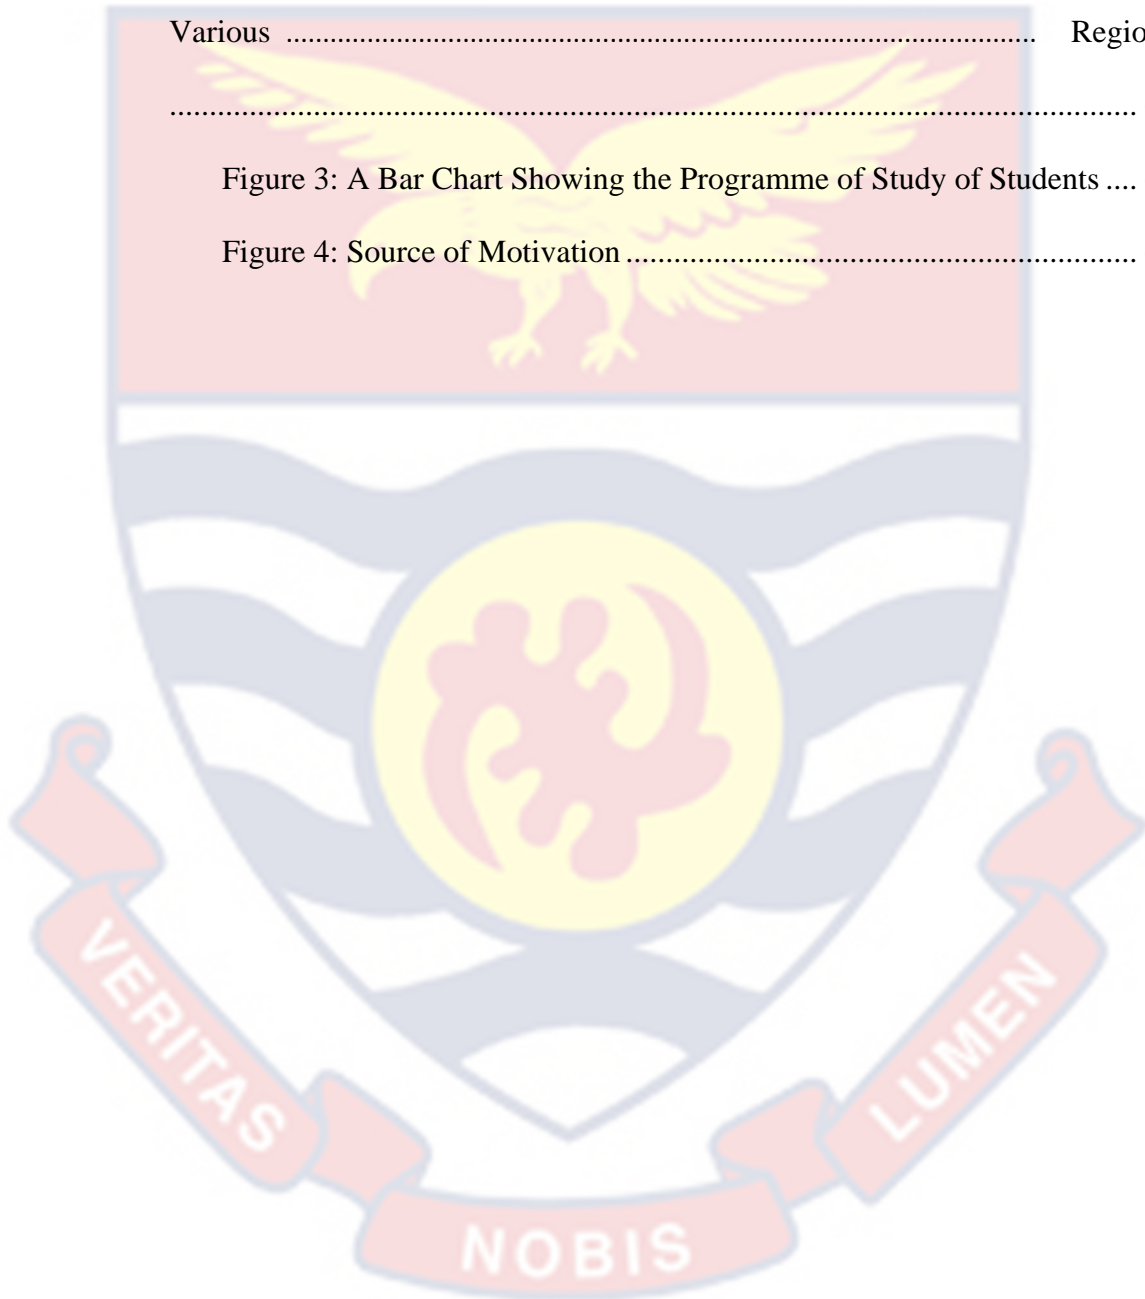 Various ........................................................................................... Regio
.....................................................................................................................
Figure 3: A Bar Chart Showing the Programme of Study of Students ....
Figure 4: Source of Motivation ..............................................................
VERITAS
NOBIS
LUMEN